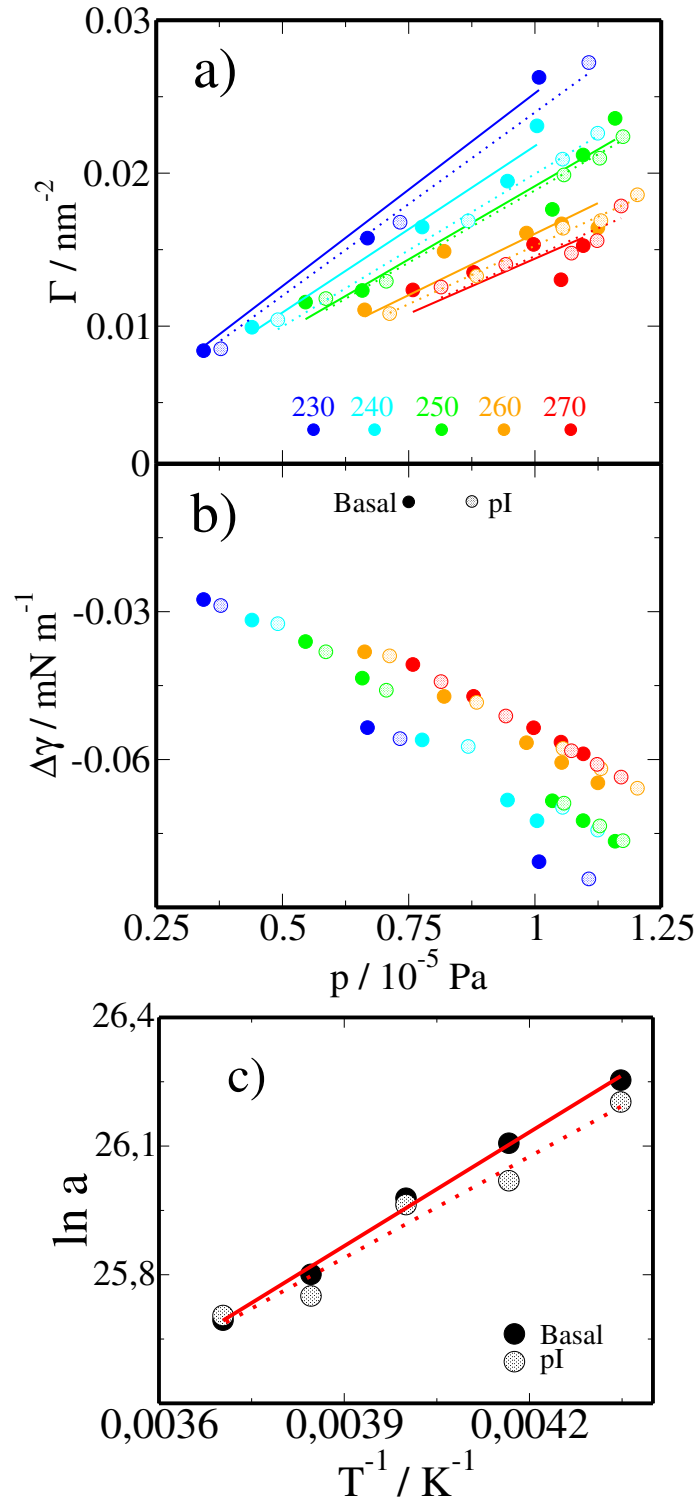 0.03
a)
0.02
Γ / nm⁻²
0.01
230 240 250 260 270
0
b)
Basal pI
-0.03
Δγ / mN m⁻¹
-0.06
0.25 0.5 0.75 1 1.25
p / 10⁻⁵ Pa
26,4
c)
26,1
ln a
25,8
Basal
pI
0,0036 0,0039 0,0042
T⁻¹ / K⁻¹